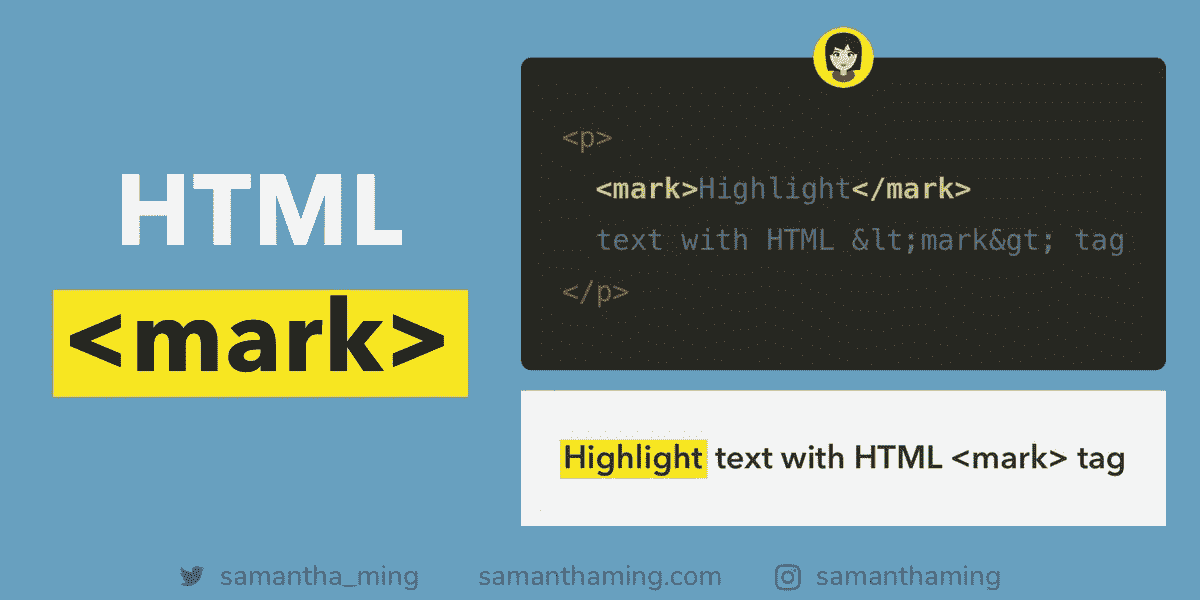 HTML
<mark>
<p>
<mark>Highlight</mark>
text with HTML &lt;mark&gt; tag
</p>
Highlight text with HTML <mark> tag
samantha_ming samanthaming.com samanthaming